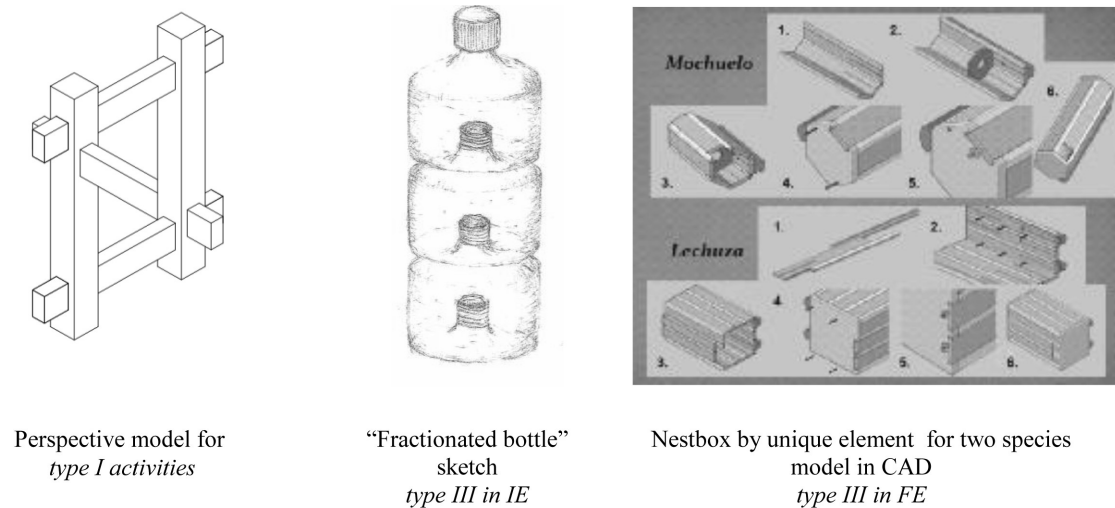 Mochuelo
1.
2.
3.
4.
5.
6.
Lechuza
1.
2.
3.
4.
5.
6.
Perspective model for
type I activities
“Fractionated bottle”
sketch
type III in IE
Nestbox by unique element for two species
model in CAD
type III in FE